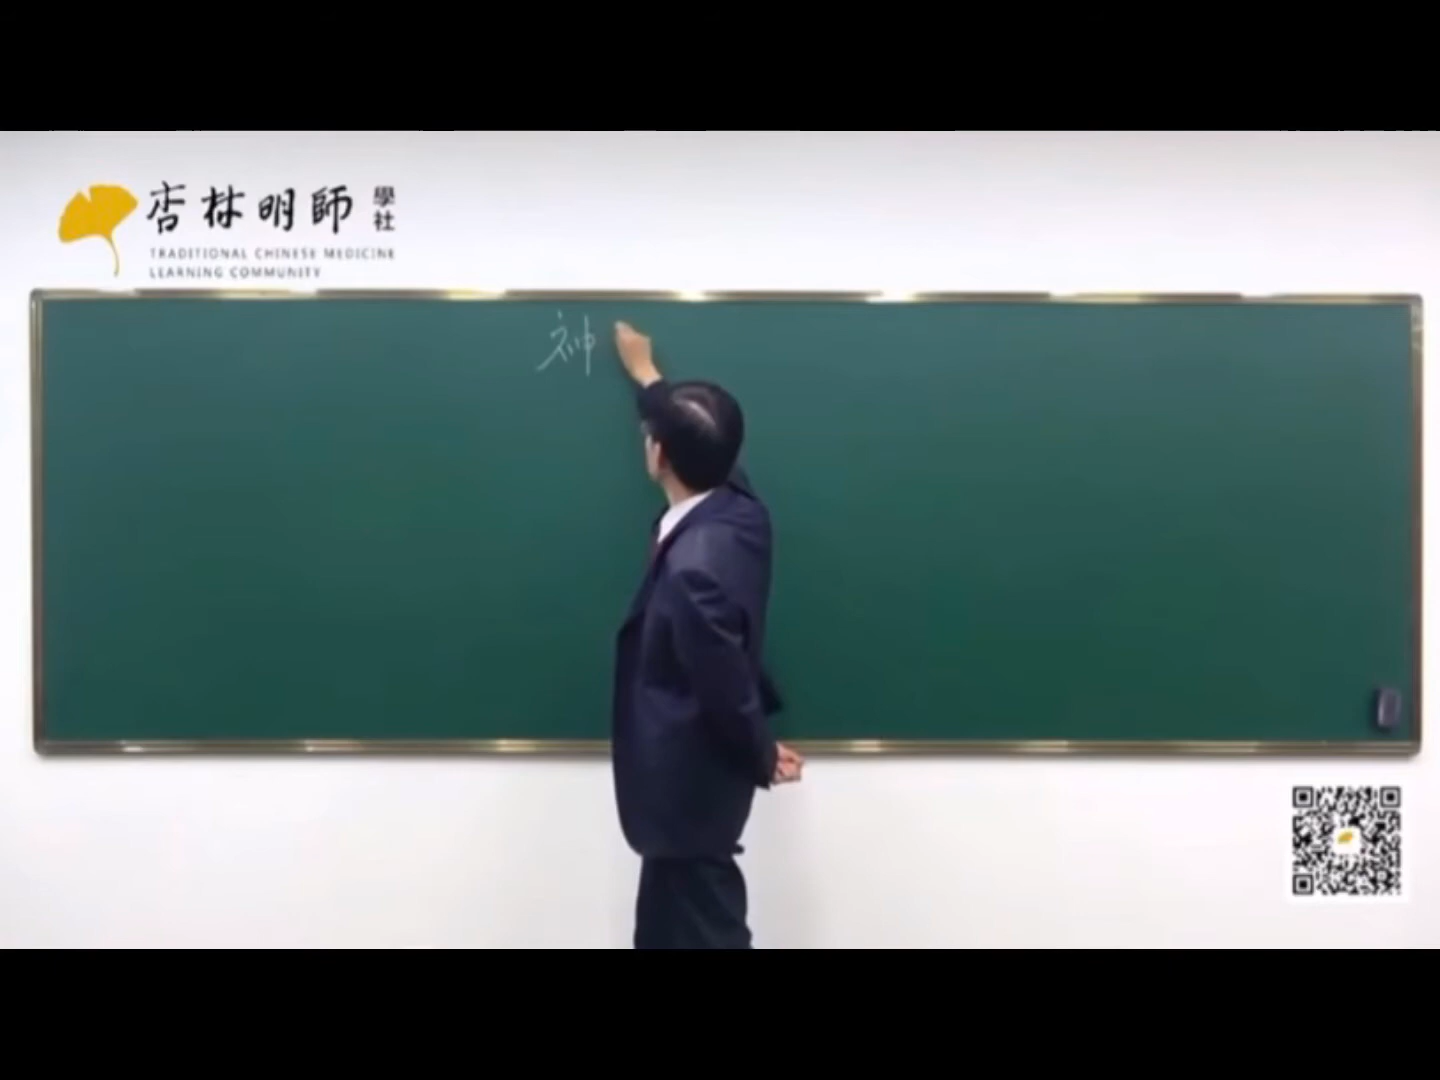 杏林明師
學社
TRADITIONAL CHINESE MEDICINE
LEARNING COMMUNITY
神